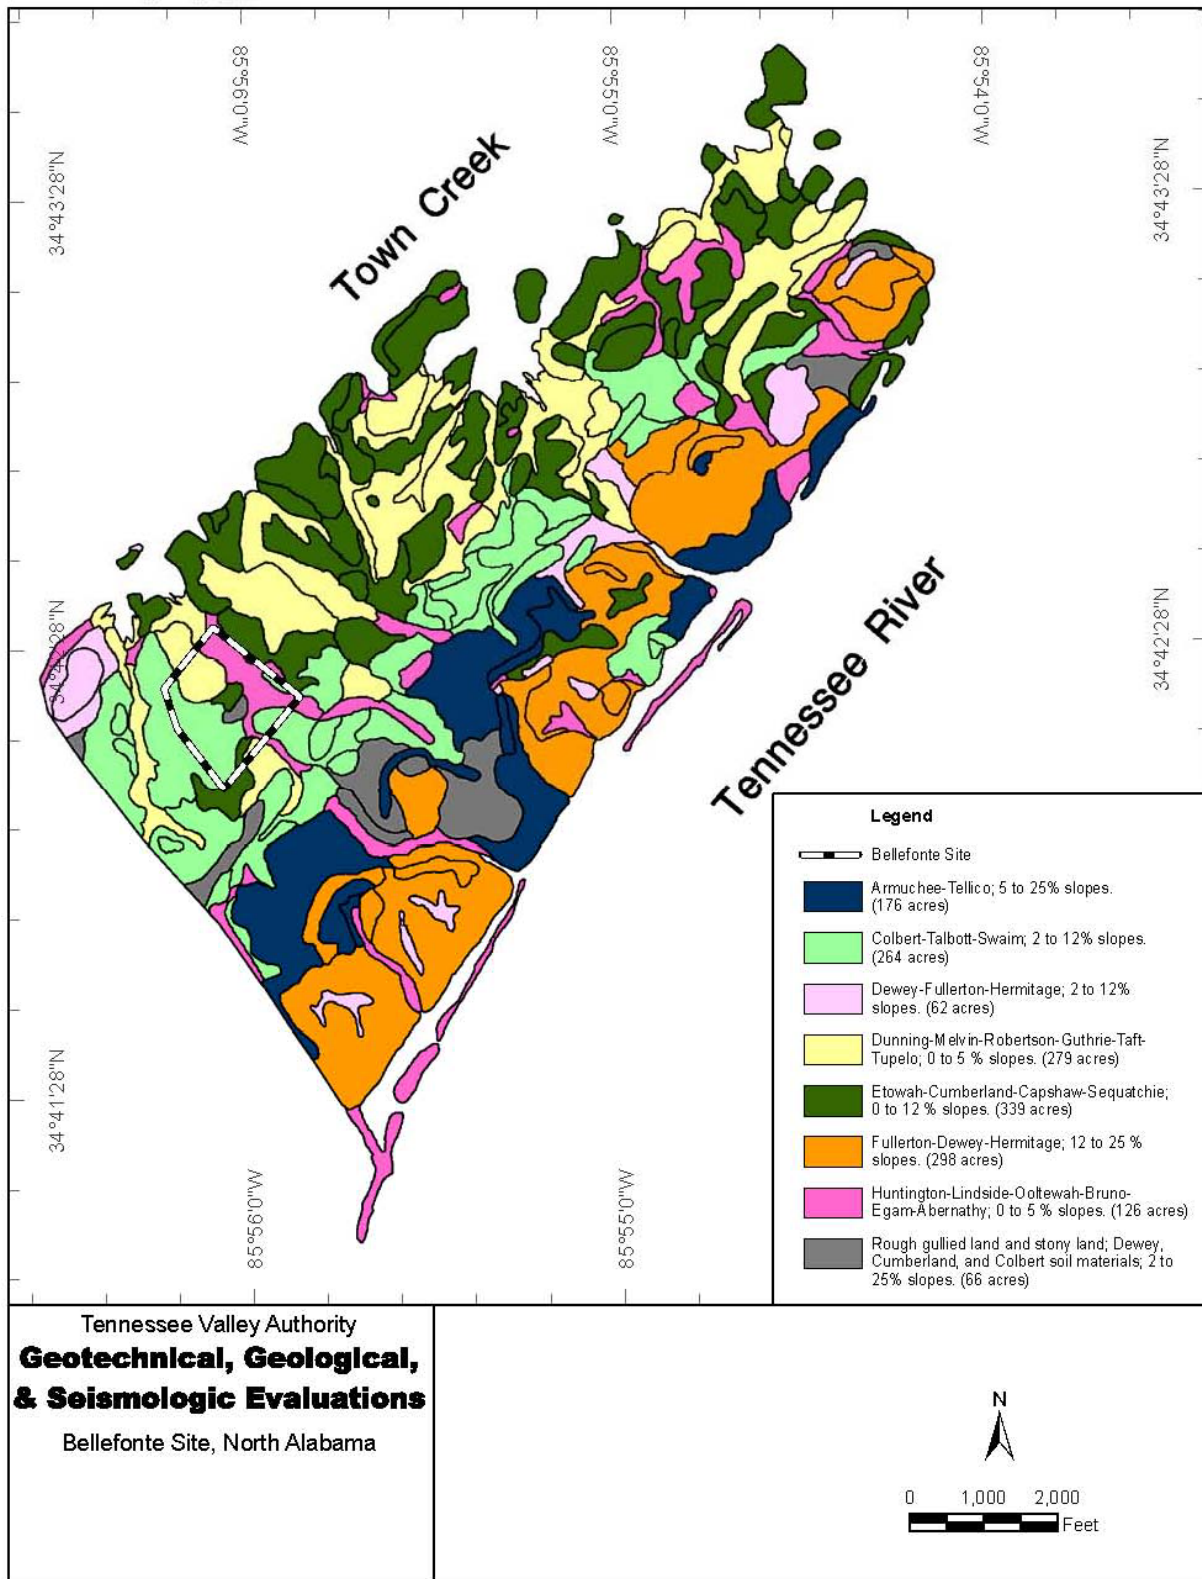 85°56'0"W
85°55'0"W
85°54'0"W
34°43'28"N
34°43'28"N
Town Creek
34°42'28"N
34°42'28"N
Tennessee River
Legend
Bellefonte Site
Armuchee-Tellico; 5 to 25% slopes.
(176 acres)
Colbert-Talbott-Swaim; 2 to 12% slopes.
(264 acres)
Dewey-Fullerton-Hermitage; 2 to 12%
slopes. (62 acres)
Dunning-Melvin-Robertson-Guthrie-Taft-
Tupelo; 0 to 5 % slopes. (279 acres)
Etowah-Cumberland-Capshaw-Sequatchie;
0 to 12 % slopes. (339 acres)
Fullerton-Dewey-Hermitage; 12 to 25 %
slopes. (298 acres)
Huntington-Lindside-Ooltewah-Bruno-
Egam-Abernathy; 0 to 5 % slopes. (126 acres)
Rough gullied land and stony land; Dewey,
Cumberland, and Colbert soil materials; 2 to
25% slopes. (66 acres)
34°41'28"N
85°56'0"W
85°55'0"W
Tennessee Valley Authority
Geotechnical, Geological,
& Seismologic Evaluations
Bellefonte Site, North Alabama
N
0 1,000 2,000
Feet